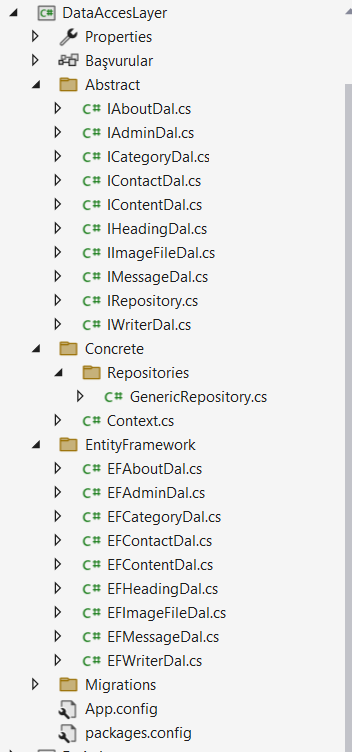 DataAccesLayer
Properties
Başvurular
Abstract
C# IAboutDal.cs
C# IAdminDal.cs
C# ICategoryDal.cs
C# IContactDal.cs
C# IContentDal.cs
C# IHeadingDal.cs
C# IImageFileDal.cs
C# IMessageDal.cs
C# IRepository.cs
C# IWriterDal.cs
Concrete
Repositories
C# GenericRepository.cs
C# Context.cs
EntityFramework
C# EFAboutDal.cs
C# EFAdminDal.cs
C# EFCategoryDal.cs
C# EFContactDal.cs
C# EFContentDal.cs
C# EFHeadingDal.cs
C# EFImageFileDal.cs
C# EFMessageDal.cs
C# EFWriterDal.cs
Migrations
App.config
packages.config